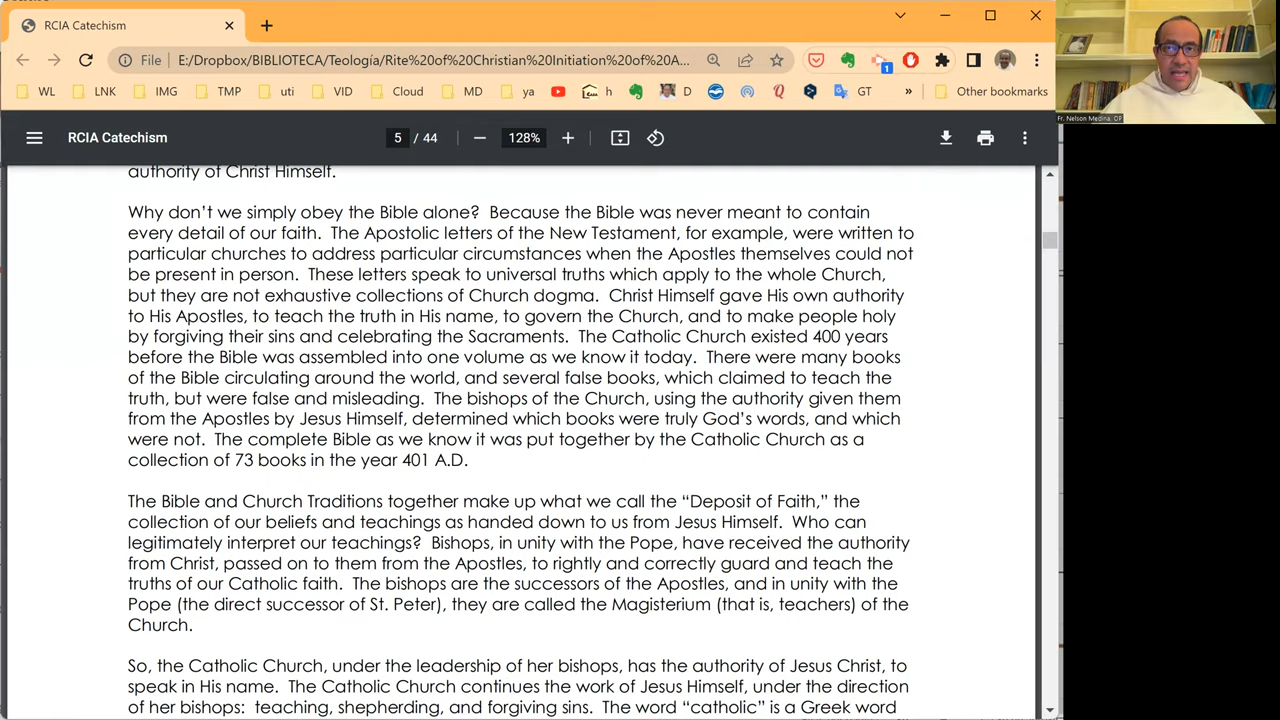 RCIA Catechism
File E:/Dropbox/BIBLIOTECA/Teología/Rite%20of%20Christian%20Initiation%20of%20A...
1
WL LNK IMG TMP uti VID Cloud MD ya h D GT » Other bookmarks
RCIA Catechism 5 / 44 128%
Fr. Nelson Medina, OP
authority of Christ Himself.
Why don’t we simply obey the Bible alone?  Because the Bible was never meant to contain
every detail of our faith.  The Apostolic letters of the New Testament, for example, were written to
particular churches to address particular circumstances when the Apostles themselves could not
be present in person.  These letters speak to universal truths which apply to the whole Church,
but they are not exhaustive collections of Church dogma.  Christ Himself gave His own authority
to His Apostles, to teach the truth in His name, to govern the Church, and to make people holy
by forgiving their sins and celebrating the Sacraments.  The Catholic Church existed 400 years
before the Bible was assembled into one volume as we know it today.  There were many books
of the Bible circulating around the world, and several false books, which claimed to teach the
truth, but were false and misleading.  The bishops of the Church, using the authority given them
from the Apostles by Jesus Himself, determined which books were truly God’s words, and which
were not.  The complete Bible as we know it was put together by the Catholic Church as a
collection of 73 books in the year 401 A.D.
The Bible and Church Traditions together make up what we call the “Deposit of Faith,” the
collection of our beliefs and teachings as handed down to us from Jesus Himself.  Who can
legitimately interpret our teachings?  Bishops, in unity with the Pope, have received the authority
from Christ, passed on to them from the Apostles, to rightly and correctly guard and teach the
truths of our Catholic faith.  The bishops are the successors of the Apostles, and in unity with the
Pope (the direct successor of St. Peter), they are called the Magisterium (that is, teachers) of the
Church.
So, the Catholic Church, under the leadership of her bishops, has the authority of Jesus Christ, to
speak in His name.  The Catholic Church continues the work of Jesus Himself, under the direction
of her bishops:  teaching, shepherding, and forgiving sins.  The word “catholic” is a Greek word